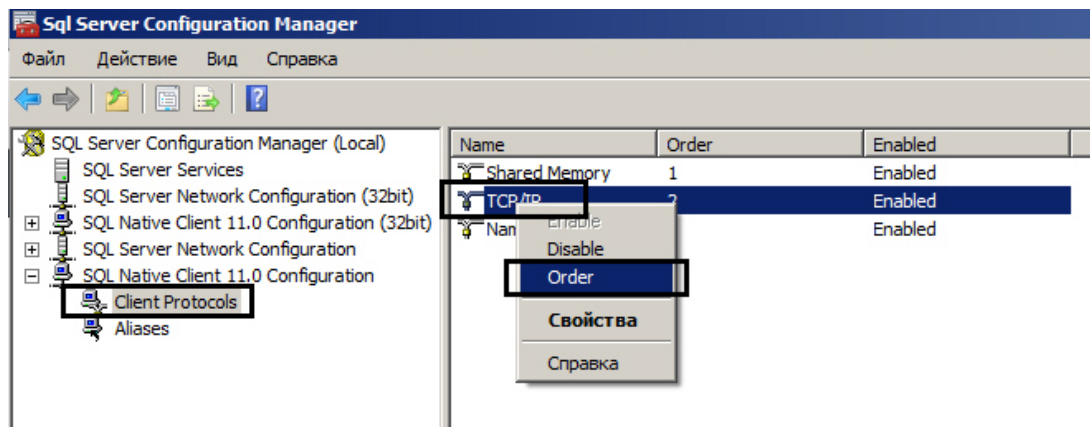 Sql Server Configuration Manager
Файл Действие Вид Справка
SQL Server Configuration Manager (Local)
SQL Server Services
SQL Server Network Configuration (32bit)
SQL Native Client 11.0 Configuration (32bit)
SQL Server Network Configuration
SQL Native Client 11.0 Configuration
Client Protocols
Aliases
Name Order Enabled
Shared Memory 1 Enabled
TCP/IP 2 Enabled
Nam Enabled
Enable
Disable
Order
Свойства
Справка